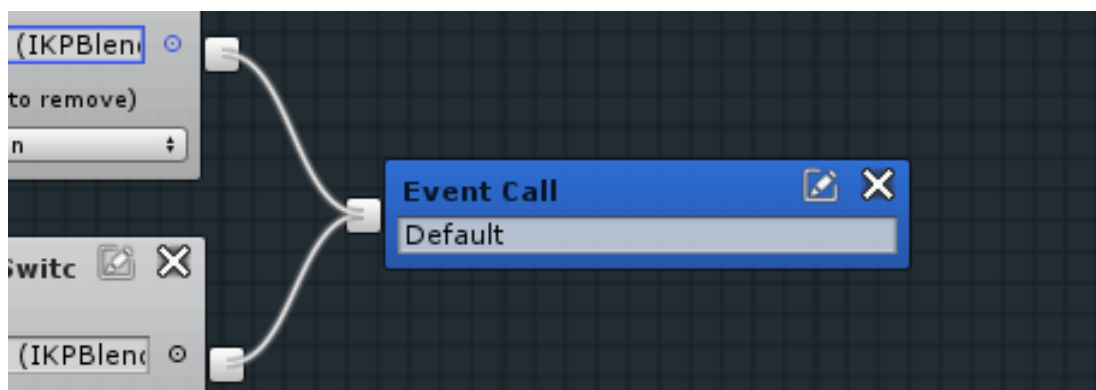 (IKPBlen
to remove)
n
Event Call
Default
Switc
(IKPBlen